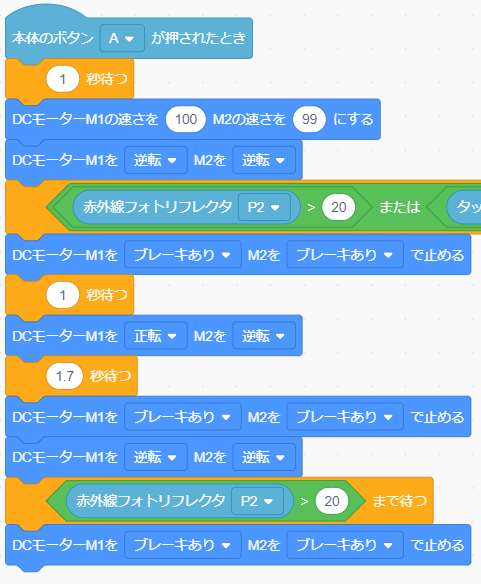 本体のボタン A が押されたとき
1 秒待つ
DCモーターM1の速さを 100 M2の速さを 99 にする
DCモーターM1を 逆転 M2を 逆転
赤外線フォトリフレクタ P2 > 20 または タッ
DCモーターM1を ブレーキあり M2を ブレーキあり で止める
1 秒待つ
DCモーターM1を 正転 M2を 逆転
1.7 秒待つ
DCモーターM1を ブレーキあり M2を ブレーキあり で止める
DCモーターM1を 逆転 M2を 逆転
赤外線フォトリフレクタ P2 > 20 まで待つ
DCモーターM1を ブレーキあり M2を ブレーキあり で止める